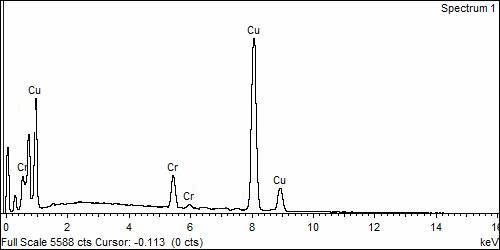 Spectrum 1
Cu
Cu
Cr
Cr
Cr
Cu
0 2 4 6 8 10 12 14 16
Full Scale 5588 cts Cursor: -0.113 (0 cts) keV